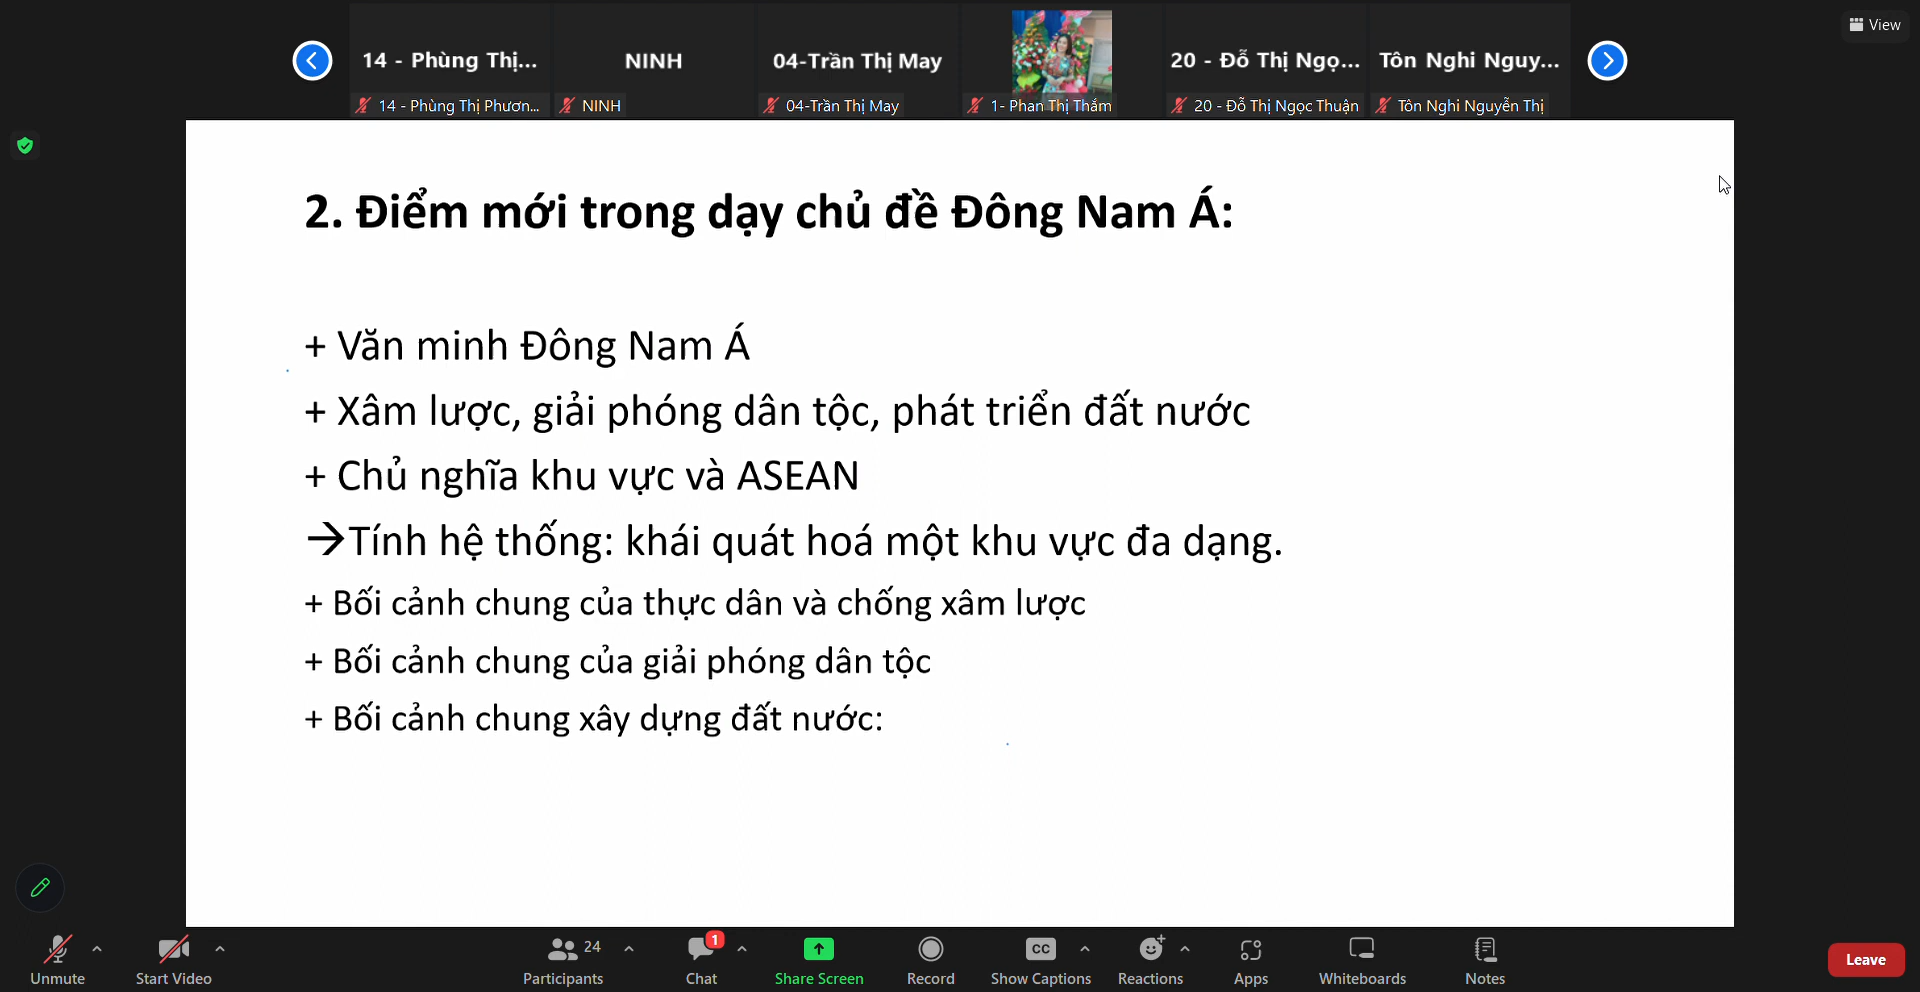 View
14 - Phùng Thị...
NINH
04-Trần Thị May
20 - Đỗ Thị Ngọ...
Tôn Nghi Nguy...
14 - Phùng Thị Phươn...
NINH
04-Trần Thị May
1- Phan Thị Thắm
20 - Đỗ Thị Ngọc Thuận
Tôn Nghi Nguyễn Thị
2. Điểm mới trong dạy chủ đề Đông Nam Á:
+ Văn minh Đông Nam Á
+ Xâm lược, giải phóng dân tộc, phát triển đất nước
+ Chủ nghĩa khu vực và ASEAN
→Tính hệ thống: khái quát hoá một khu vực đa dạng.
+ Bối cảnh chung của thực dân và chống xâm lược
+ Bối cảnh chung của giải phóng dân tộc
+ Bối cảnh chung xây dựng đất nước:
24
1
CC
Unmute
Start Video
Participants
Chat
Share Screen
Record
Show Captions
Reactions
Apps
Whiteboards
Notes
Leave